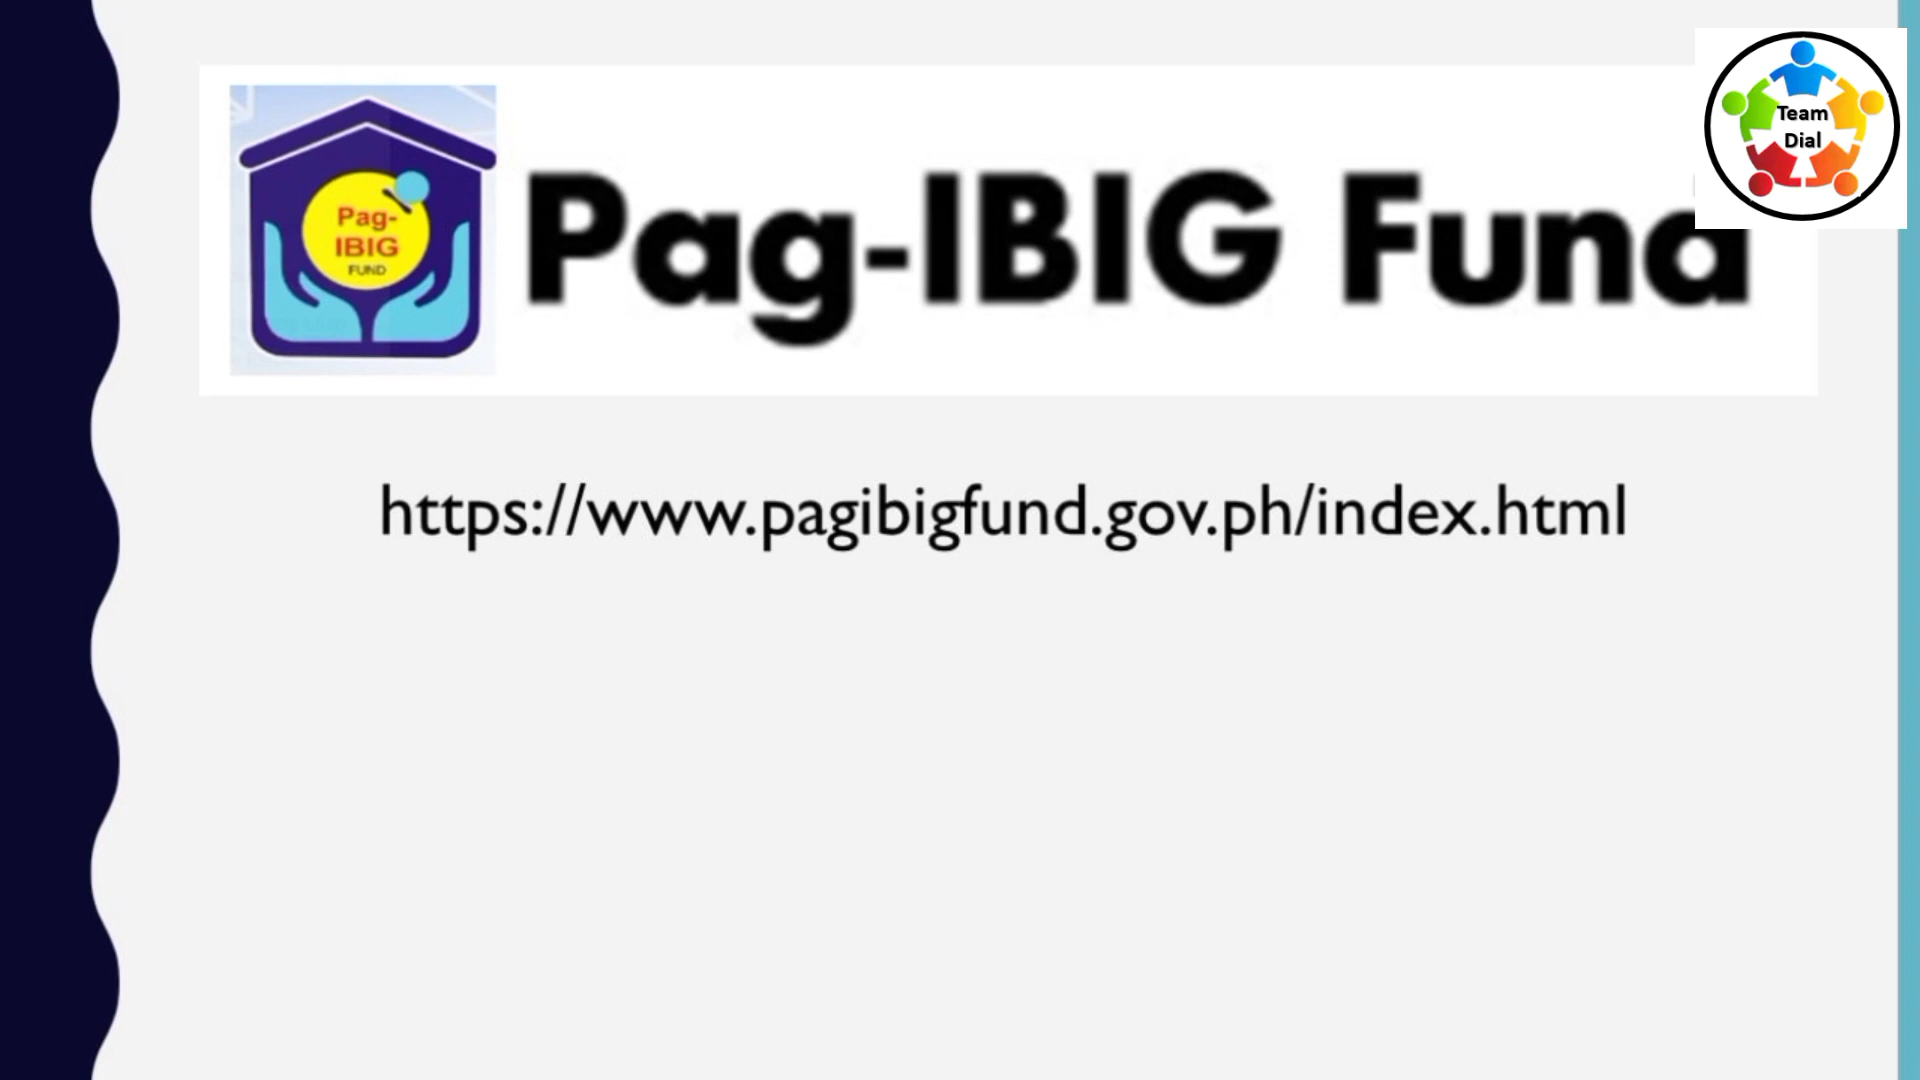 Team
Dial
Pag-
IBIG
FUND
Pag-IBIG Fund
https://www.pagibigfund.gov.ph/index.html